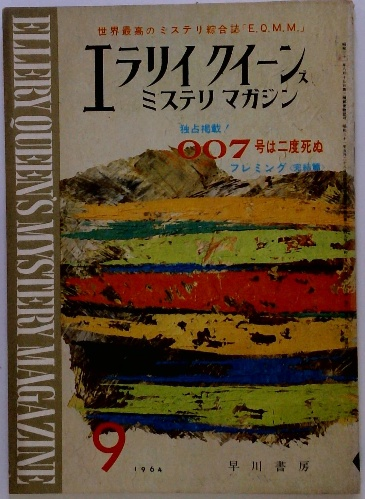 世界最高のミステリ綜合誌「E.Q.M.M.」
エラリイ クイーンズ
ミステリ マガジン
独占掲載!
007号は二度死ぬ
フレミング《完結篇》
ELLERY QUEEN'S MYSTERY MAGAZINE
9
1964
早川書房